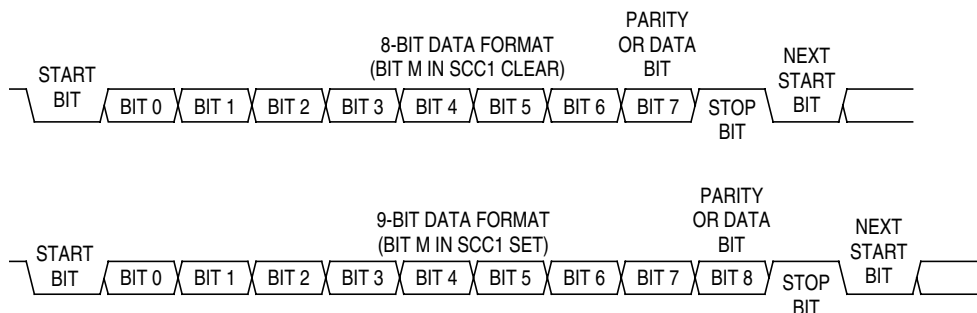 8-BIT DATA FORMAT
(BIT M IN SCC1 CLEAR)
PARITY
OR DATA
BIT
START
BIT
BIT 0 BIT 1 BIT 2 BIT 3 BIT 4 BIT 5 BIT 6 BIT 7
STOP
BIT
NEXT
START
BIT
9-BIT DATA FORMAT
(BIT M IN SCC1 SET)
PARITY
OR DATA
BIT
START
BIT
BIT 0 BIT 1 BIT 2 BIT 3 BIT 4 BIT 5 BIT 6 BIT 7 BIT 8
STOP
BIT
NEXT
START
BIT